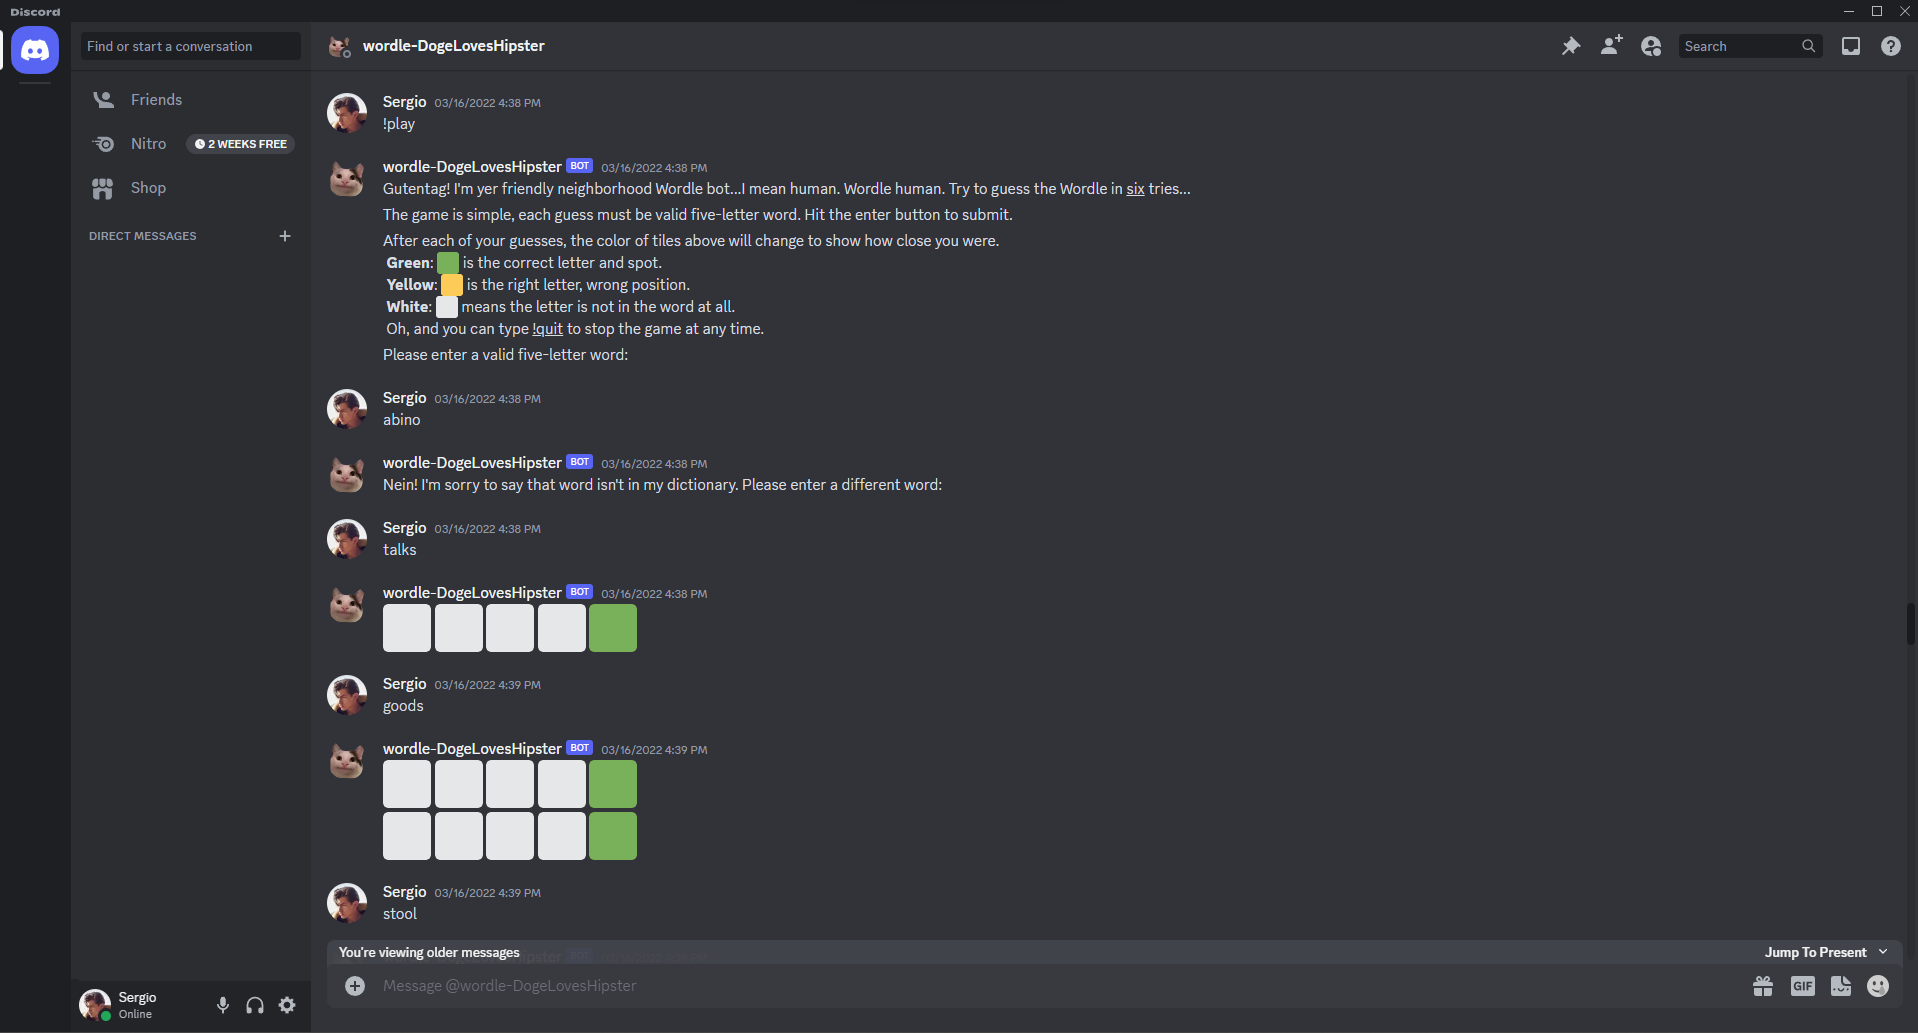 Discord
Find or start a conversation
wordle-DogeLovesHipster
Search
Friends
Nitro 2 WEEKS FREE
Shop
DIRECT MESSAGES
Sergio 03/16/2022 4:38 PM
!play
wordle-DogeLovesHipster BOT 03/16/2022 4:38 PM
Gutentag! I'm yer friendly neighborhood Wordle bot...I mean human. Wordle human. Try to guess the Wordle in six tries...
The game is simple, each guess must be valid five-letter word. Hit the enter button to submit.
After each of your guesses, the color of tiles above will change to show how close you were.
Green: is the correct letter and spot.
Yellow: is the right letter, wrong position.
White: means the letter is not in the word at all.
Oh, and you can type !quit to stop the game at any time.
Please enter a valid five-letter word:
Sergio 03/16/2022 4:38 PM
abino
wordle-DogeLovesHipster BOT 03/16/2022 4:38 PM
Nein! I'm sorry to say that word isn't in my dictionary. Please enter a different word:
Sergio 03/16/2022 4:38 PM
talks
wordle-DogeLovesHipster BOT 03/16/2022 4:38 PM
Sergio 03/16/2022 4:39 PM
goods
wordle-DogeLovesHipster BOT 03/16/2022 4:39 PM
Sergio 03/16/2022 4:39 PM
stool
You're viewing older messages
Jump To Present
Message @wordle-DogeLovesHipster
GIF
Sergio
Online